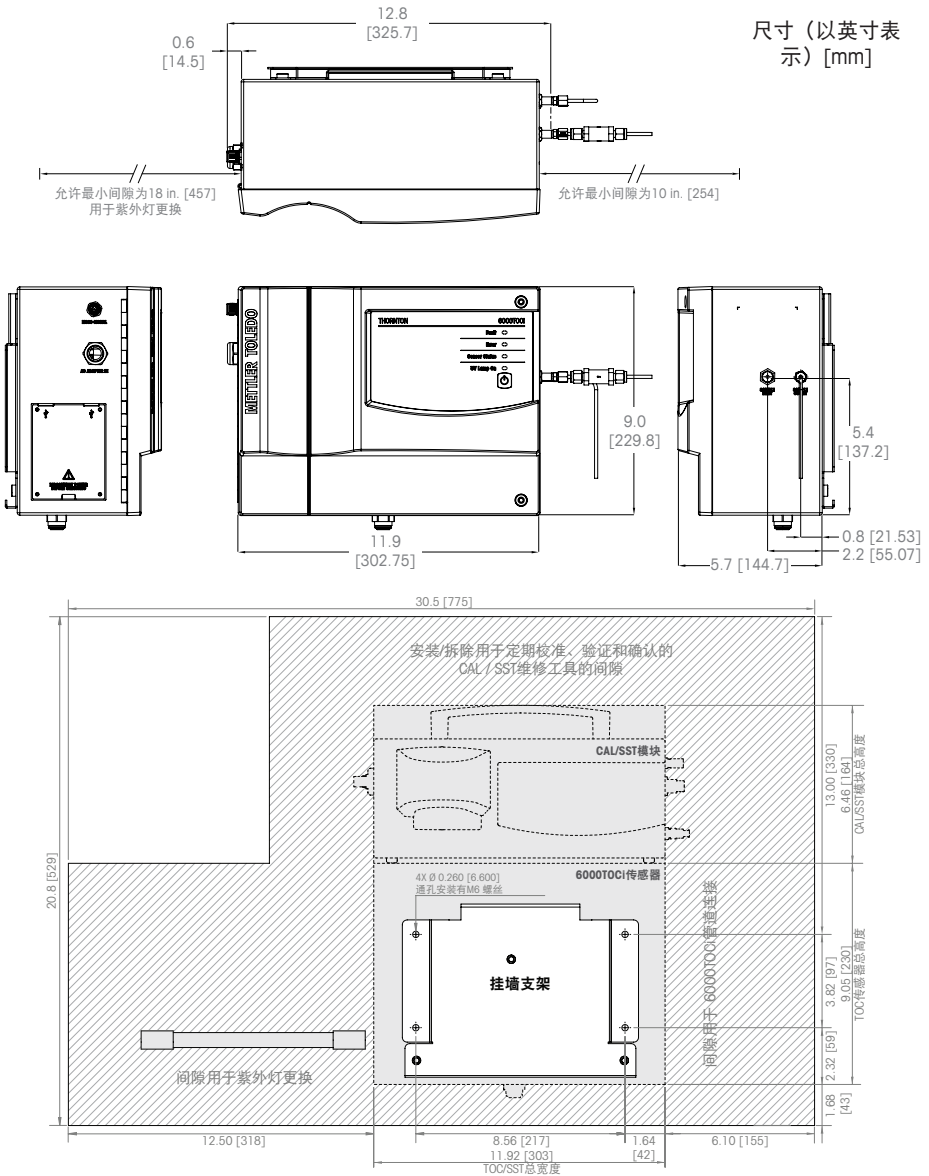 12.8
[325.7]
尺寸（以英寸表
示）[mm]
0.6
[14.5]
允许最小间隙为18 in. [457]
用于紫外灯更换
允许最小间隙为10 in. [254]
METTLER TOLEDO
THORNTON
6000TOCi
Fault
Error
Sensor Status
UV Lamp On
9.0
[229.8]
5.4
[137.2]
0.8 [21.53]
2.2 [55.07]
5.7 [144.7]
11.9
[302.75]
30.5 [775]
安装/拆除用于定期校准、验证和确认的
CAL / SST维修工具的间隙
CAL/SST模块
13.00 [330]
6.46 [164]
CAL/SST模块总高度
20.8 [529]
4X Ø 0.260 [6.600]
通孔安装有M6 螺丝
6000TOCi传感器
挂墙支架
间隙用于 6000TOCi管道连接
3.82 [97]
9.05 [230]
TOC传感器总高度
2.32 [59]
1.68
[43]
间隙用于紫外灯更换
12.50 [318]
8.56 [217]
1.64
[42]
6.10 [155]
11.92 [303]
TOC/SST总宽度